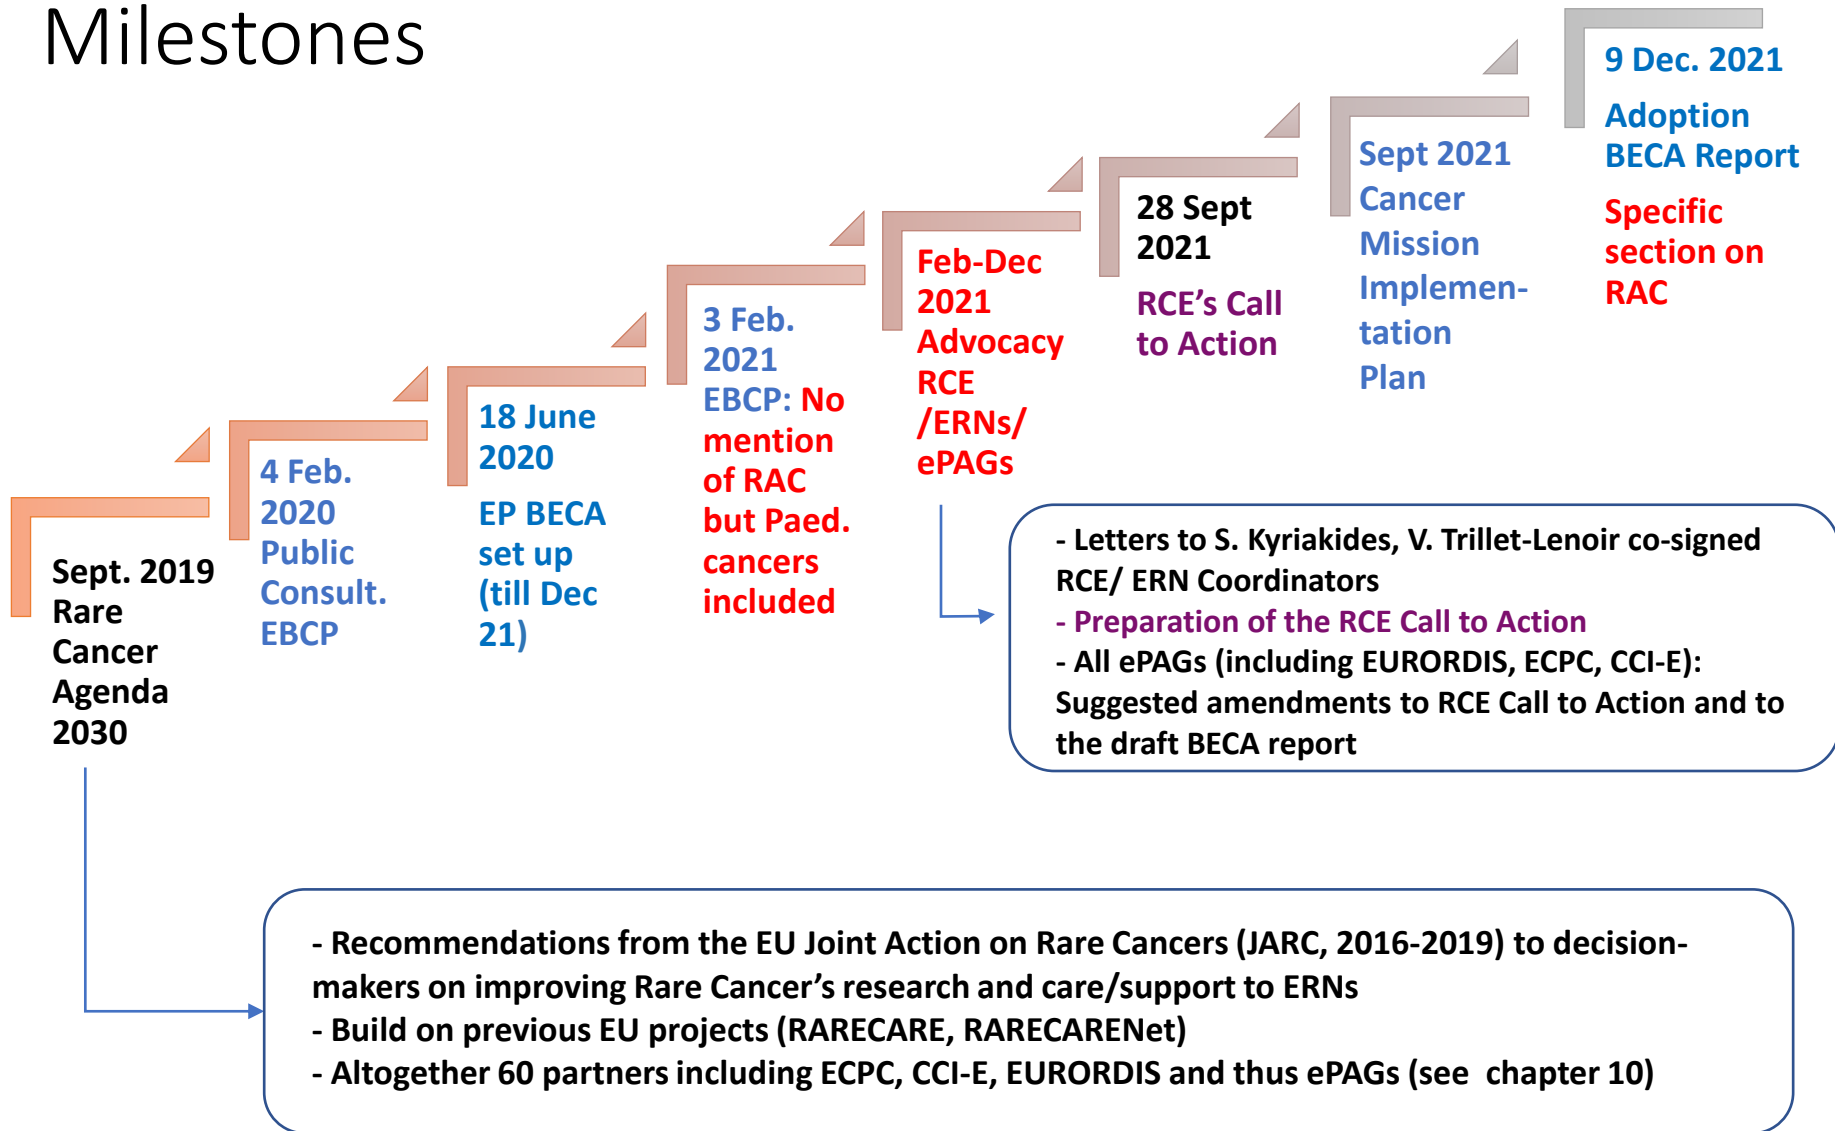 Milestones
Sept. 2019
Rare
Cancer
Agenda
2030
4 Feb.
2020
Public
Consult.
EBCP
18 June
2020
EP BECA
set up
(till Dec
21)
3 Feb.
2021
EBCP: No
mention
of RAC
but Paed.
cancers
included
Feb-Dec
2021
Advocacy
RCE
/ERNs/
ePAGs
28 Sept
2021
RCE’s Call
to Action
Sept 2021
Cancer
Mission
Implemen-
tation
Plan
9 Dec. 2021
Adoption
BECA Report
Specific
section on
RAC
- Letters to S. Kyriakides, V. Trillet-Lenoir co-signed
RCE/ ERN Coordinators
- Preparation of the RCE Call to Action
- All ePAGs (including EURORDIS, ECPC, CCI-E):
Suggested amendments to RCE Call to Action and to
the draft BECA report
- Recommendations from the EU Joint Action on Rare Cancers (JARC, 2016-2019) to decision-
makers on improving Rare Cancer’s research and care/support to ERNs
- Build on previous EU projects (RARECARE, RARECARENet)
- Altogether 60 partners including ECPC, CCI-E, EURORDIS and thus ePAGs (see chapter 10)